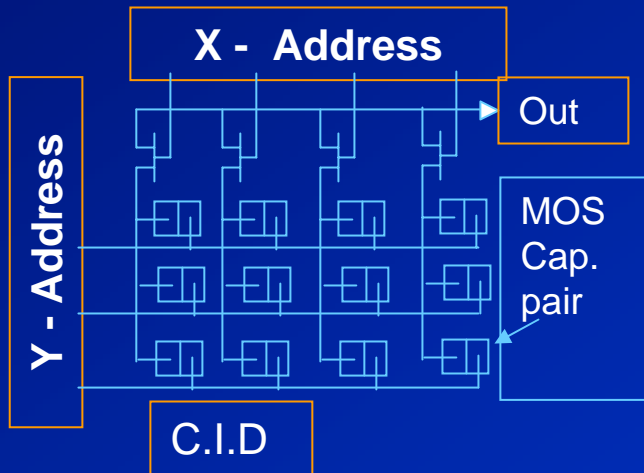 X - Address
Out
Y - Address
MOS
Cap.
pair
C.I.D